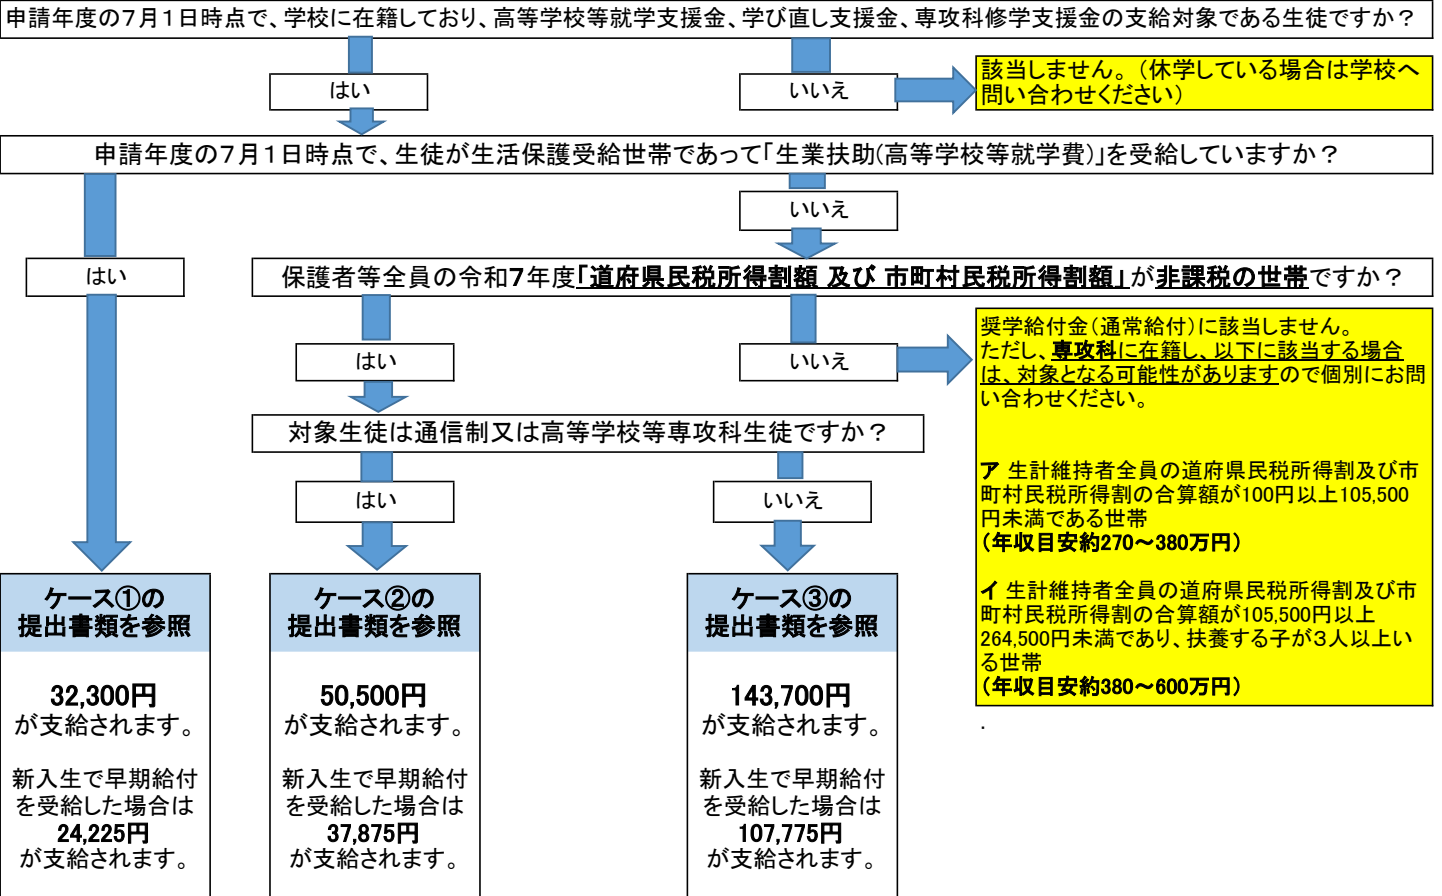 申請年度の７月１日時点で、学校に在籍しており、高等学校等就学支援金、学び直し支援金、専攻科修学支援金の支給対象である生徒ですか？
はい
いいえ
該当しません。（休学している場合は学校へ
問い合わせください）
申請年度の７月１日時点で、生徒が生活保護受給世帯であって「生業扶助(高等学校等就学費)」を受給していますか？
はい
いいえ
保護者等全員の令和７年度「道府県民税所得割額 及び 市町村民税所得割額」が非課税の世帯ですか？
はい
いいえ
奨学給付金（通常給付）に該当しません。
ただし、専攻科に在籍し、以下に該当する場合
は、対象となる可能性がありますので個別にお問
い合わせください。
ア 生計維持者全員の道府県民税所得割及び市
町村民税所得割の合算額が100円以上105,500
円未満である世帯
（年収目安約270～380万円）
イ 生計維持者全員の道府県民税所得割及び市
町村民税所得割の合算額が105,500円以上
264,500円未満であり、扶養する子が３人以上い
る世帯
（年収目安約380～600万円）
.
対象生徒は通信制又は高等学校等専攻科生徒ですか？
はい
いいえ
ケース①の
提出書類を参照
32,300円
が支給されます。
新入生で早期給付
を受給した場合は
24,225円
が支給されます。
ケース②の
提出書類を参照
50,500円
が支給されます。
新入生で早期給付
を受給した場合は
37,875円
が支給されます。
ケース③の
提出書類を参照
143,700円
が支給されます。
新入生で早期給付
を受給した場合は
107,775円
が支給されます。